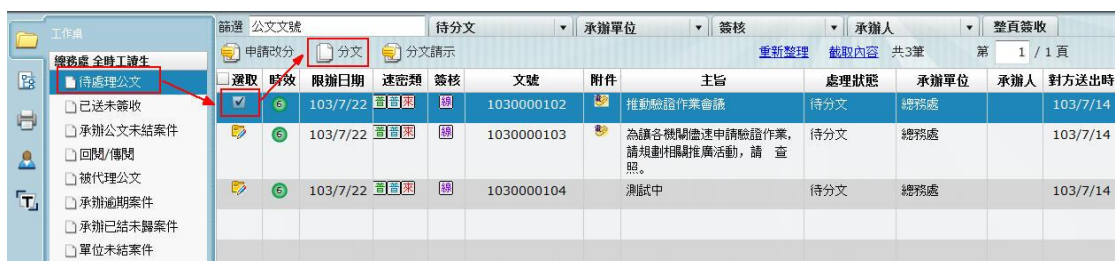 工作桌
篩選 公文文號 待分文 承辦單位 簽核 承辦人 整頁簽收
申請改分 分文 分文請示 重新整理 截取內容 共3筆 第 1 / 1 頁
總務處 全時工讀生
待處理公文
已送未簽收
承辦公文未結案件
回閱/傳閱
被代理公文
承辦逾期案件
承辦已結未歸案件
單位未結案件
選取 時效 限辦日期 速密類 簽核 文號 附件 主旨 處理狀態 承辦單位 承辦人 對方送出時
6 103/7/22 普普來 線 1030000102 推動驗證作業會議 待分文 總務處 103/7/14
6 103/7/22 普普來 線 1030000103 為讓各機關儘速申請驗證作業, 待分文 總務處 103/7/14
請規劃相關推廣活動，請 查
照。
6 103/7/22 普普來 線 1030000104 測試中 待分文 總務處 103/7/14